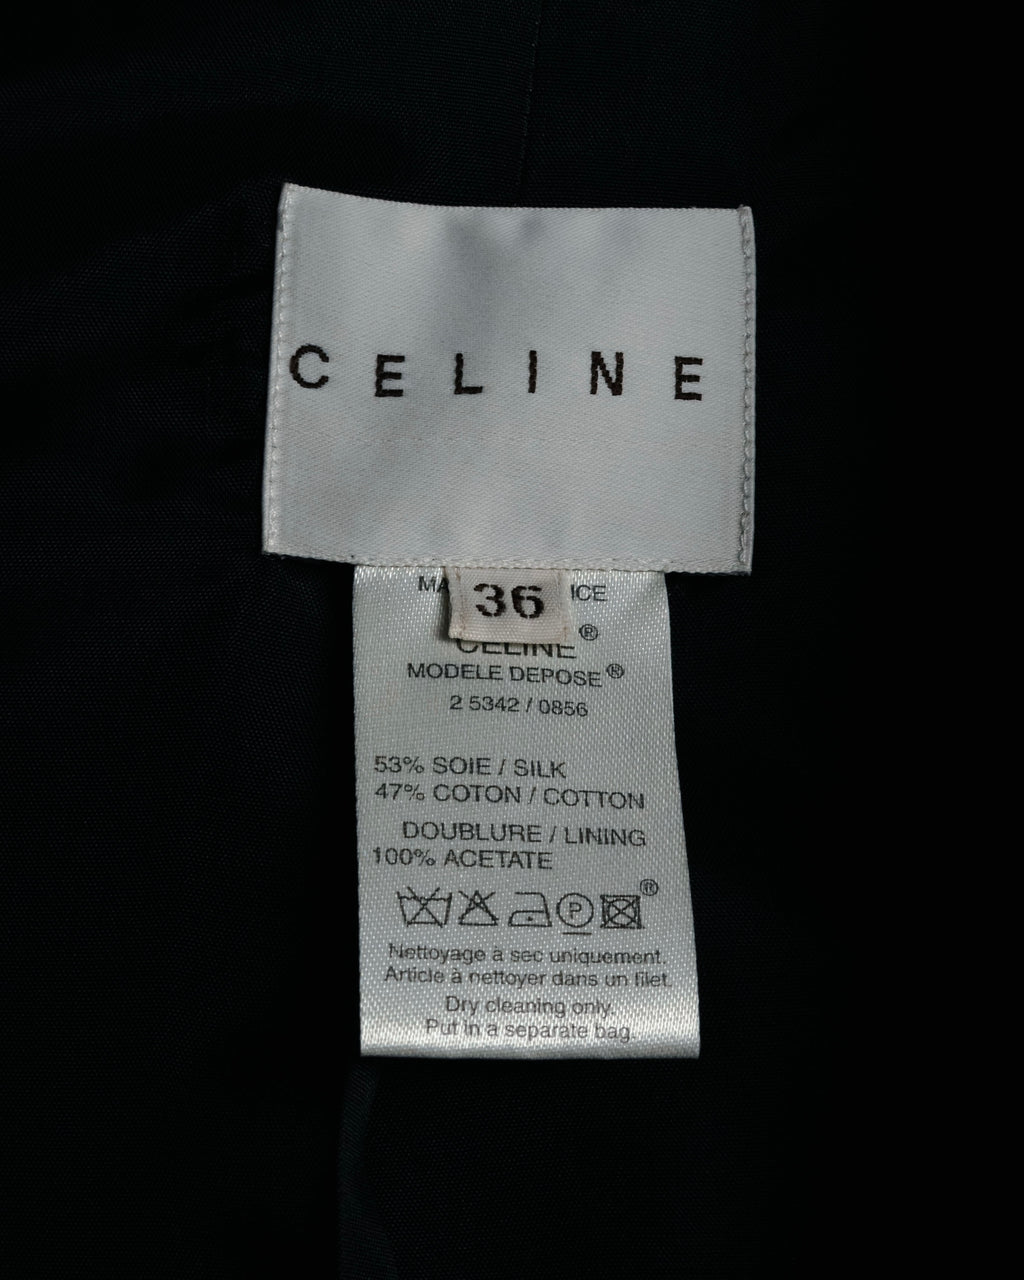 CELINE
36
CELINE®
MODELE DEPOSE®
2 5342 / 0856
53% SOIE / SILK
47% COTON / COTTON
DOUBLURE / LINING
100% ACETATE
P
®
Nettoyage à sec uniquement.
Article à nettoyer dans un filet.
Dry cleaning only.
Put in a separate bag.